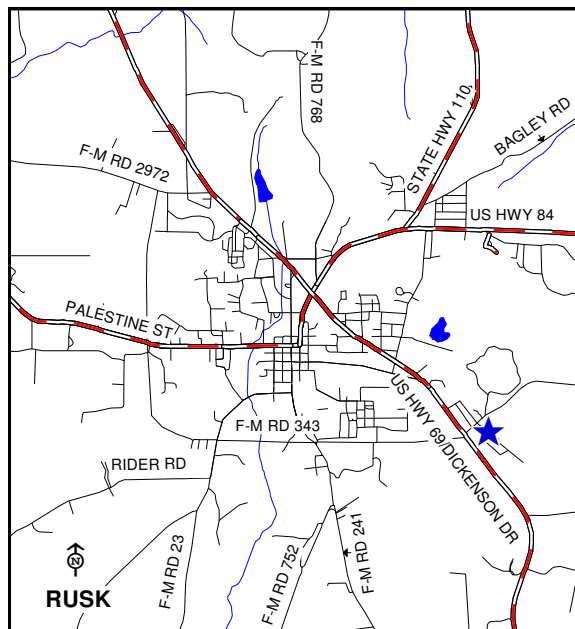 F-M RD 768
STATE HWY 110
BAGLEY RD
F-M RD 2972
US HWY 84
PALESTINE ST
US HWY 69/DICKENSON DR
F-M RD 343
RIDER RD
F-M RD 23
F-M RD 752
F-M RD 241
N
RUSK